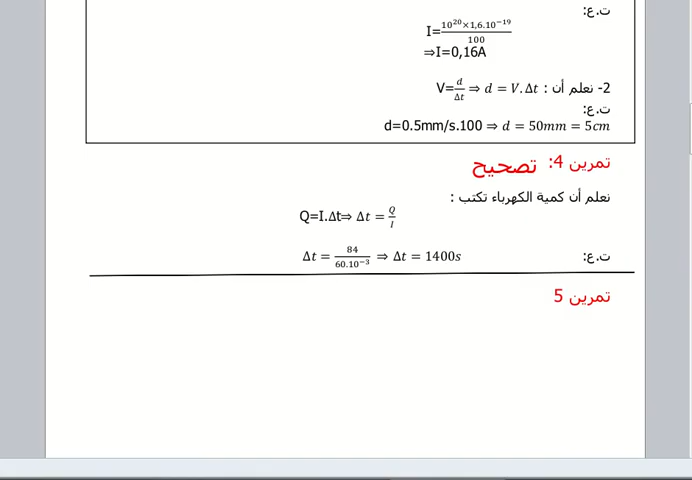 ت.ع:
I=10²⁰×1,6.10⁻¹⁹/100
⇒I=0,16A
2- نعلم أن : V=d/Δt ⇒ d = V.Δt
ت.ع:
d=0.5mm/s.100 ⇒ d = 50mm = 5cm
تمرين 4: تصحيح
نعلم أن كمية الكهرباء تكتب :
Q=I.Δt⇒ Δt = Q/I
ت.ع: Δt = 84/60.10⁻³ ⇒ Δt = 1400s
تمرين 5